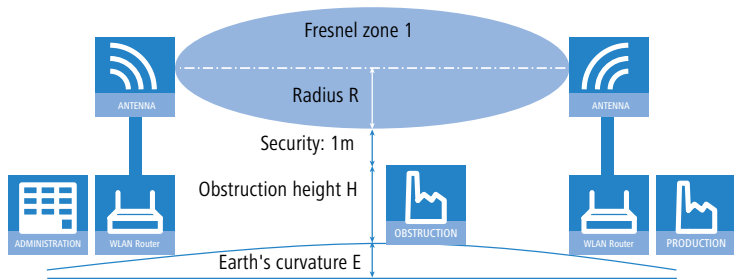 Fresnel zone 1
Radius R
ANTENNA
ANTENNA
Security: 1m
Obstruction height H
ADMINISTRATION
WLAN Router
OBSTRUCTION
WLAN Router
PRODUCTION
Earth's curvature E